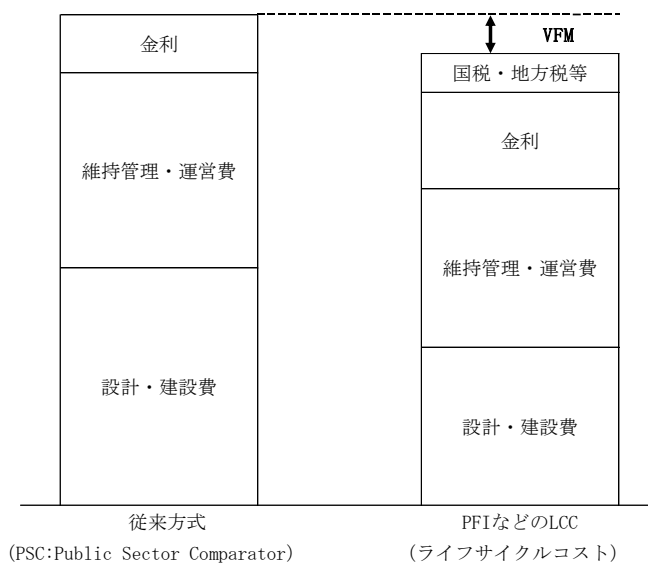 金利
維持管理・運営費
設計・建設費
VFM
国税・地方税等
金利
維持管理・運営費
設計・建設費
従来方式
(PSC:Public Sector Comparator)
PFIなどのLCC
(ライフサイクルコスト)